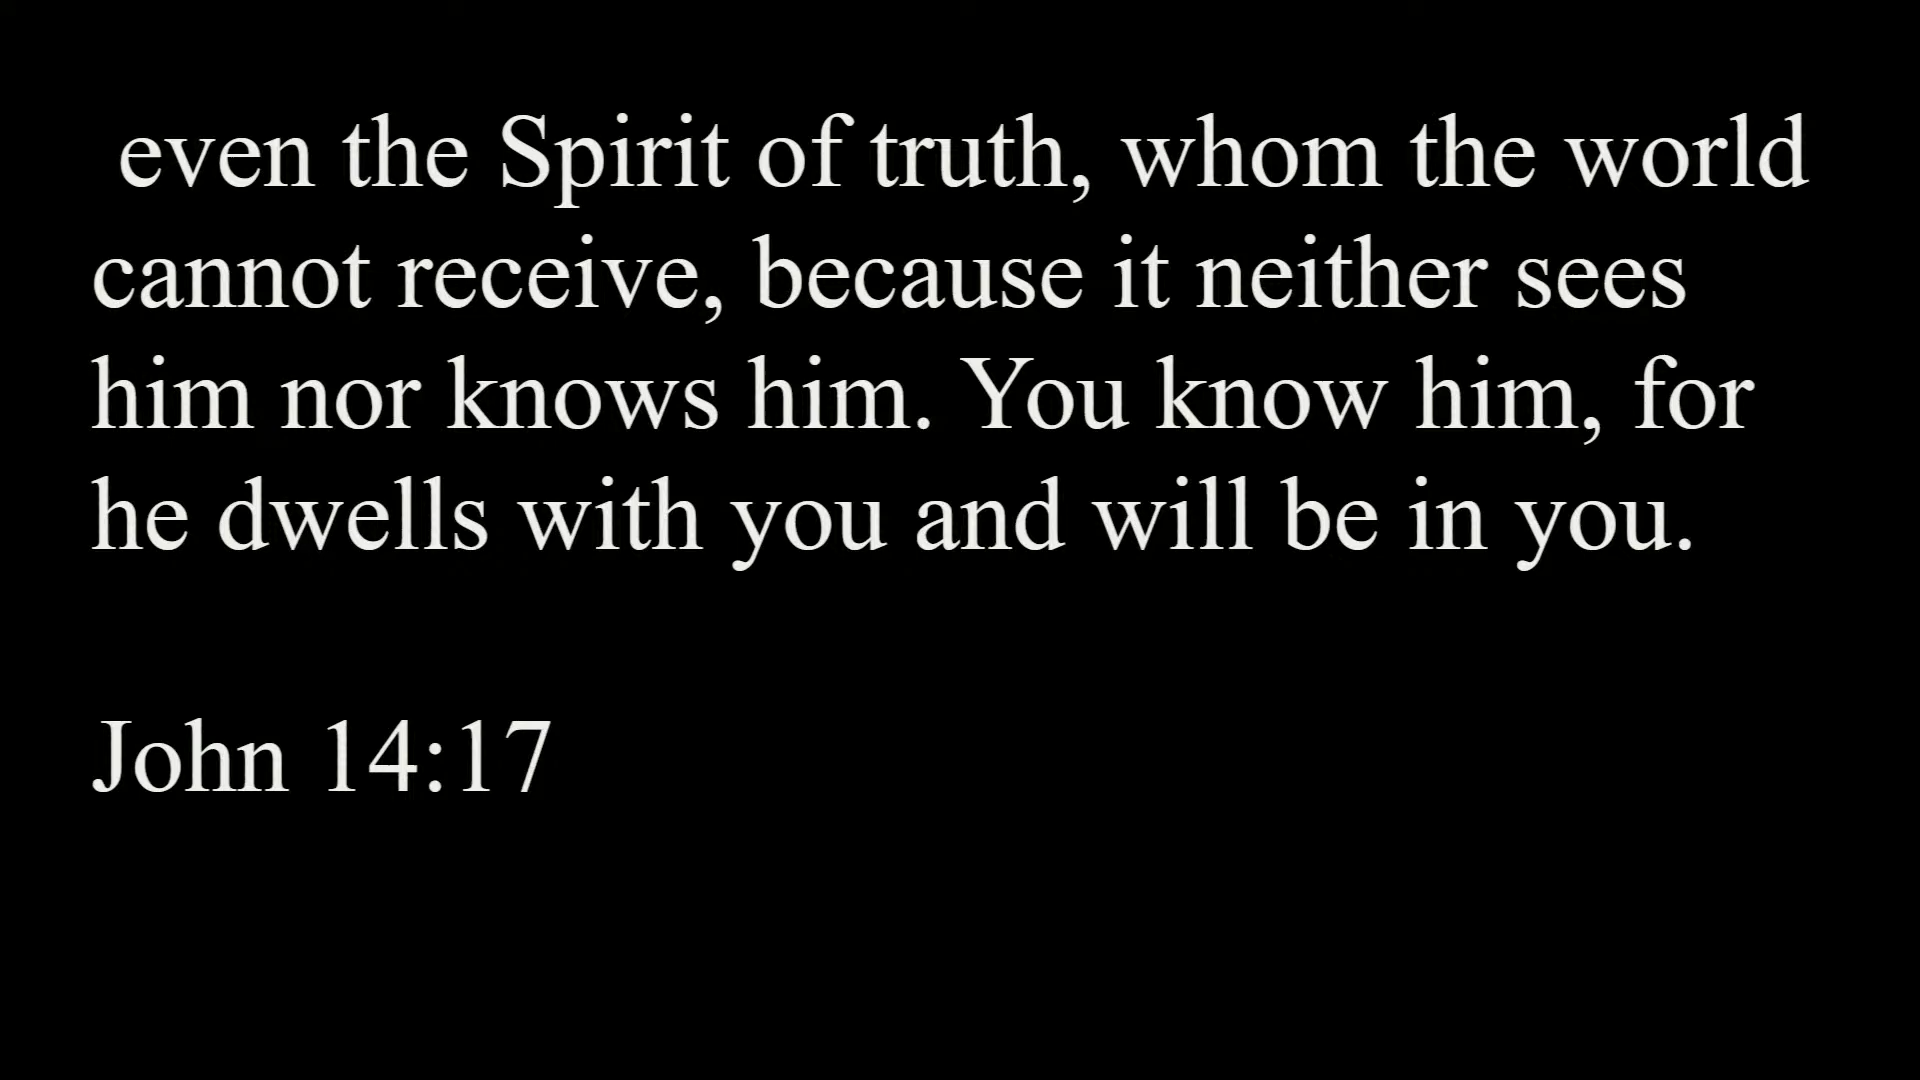 even the Spirit of truth, whom the world
cannot receive, because it neither sees
him nor knows him. You know him, for
he dwells with you and will be in you.
John 14:17